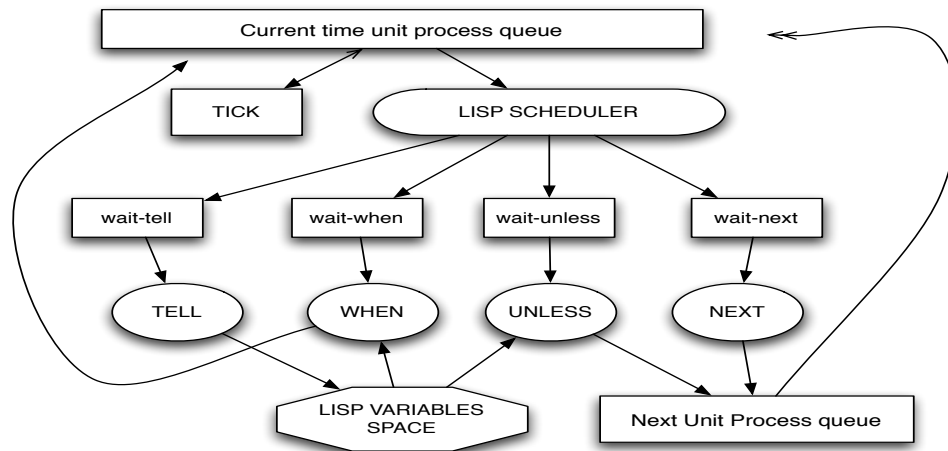 Current time unit process queue
TICK
LISP SCHEDULER
wait-tell
wait-when
wait-unless
wait-next
TELL
WHEN
UNLESS
NEXT
LISP VARIABLES
SPACE
Next Unit Process queue